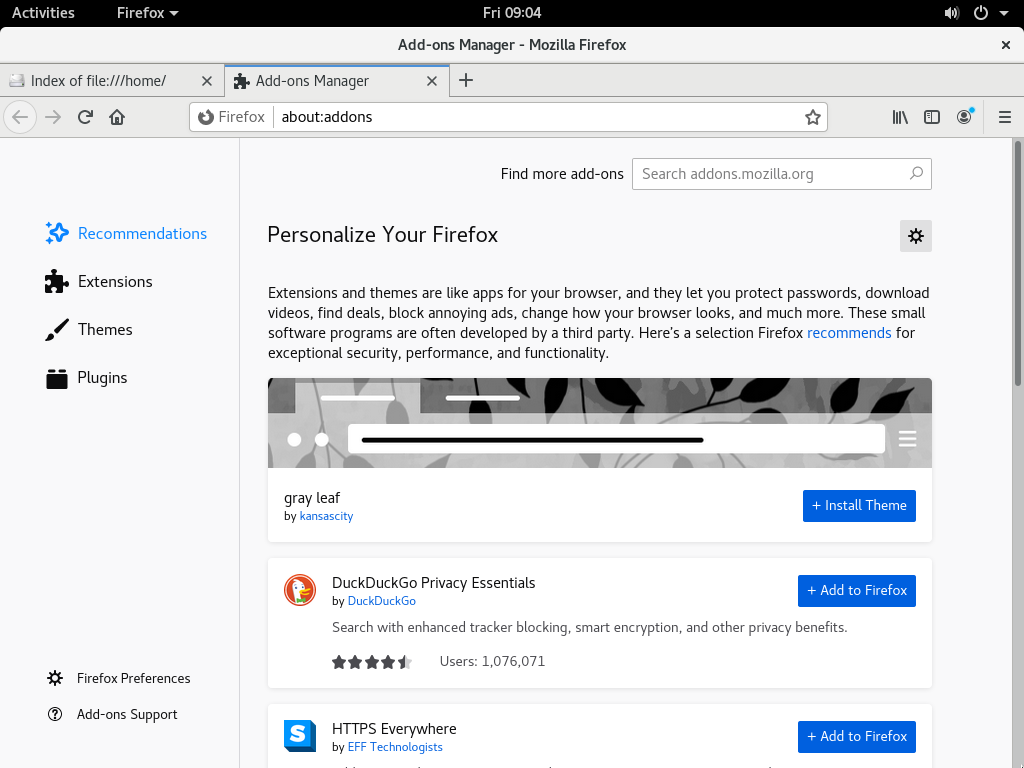 Activities
Firefox
Fri 09:04
Add-ons Manager - Mozilla Firefox
Index of file:///home/
Add-ons Manager
Firefox
about:addons
Find more add-ons
Search addons.mozilla.org
Recommendations
Extensions
Themes
Plugins
Firefox Preferences
Add-ons Support
Personalize Your Firefox
Extensions and themes are like apps for your browser, and they let you protect passwords, download
videos, find deals, block annoying ads, change how your browser looks, and much more. These small
software programs are often developed by a third party. Here's a selection Firefox recommends for
exceptional security, performance, and functionality.
gray leaf
by kansascity
+ Install Theme
DuckDuckGo Privacy Essentials
by DuckDuckGo
+ Add to Firefox
Search with enhanced tracker blocking, smart encryption, and other privacy benefits.
Users: 1,076,071
S
HTTPS Everywhere
by EFF Technologists
+ Add to Firefox